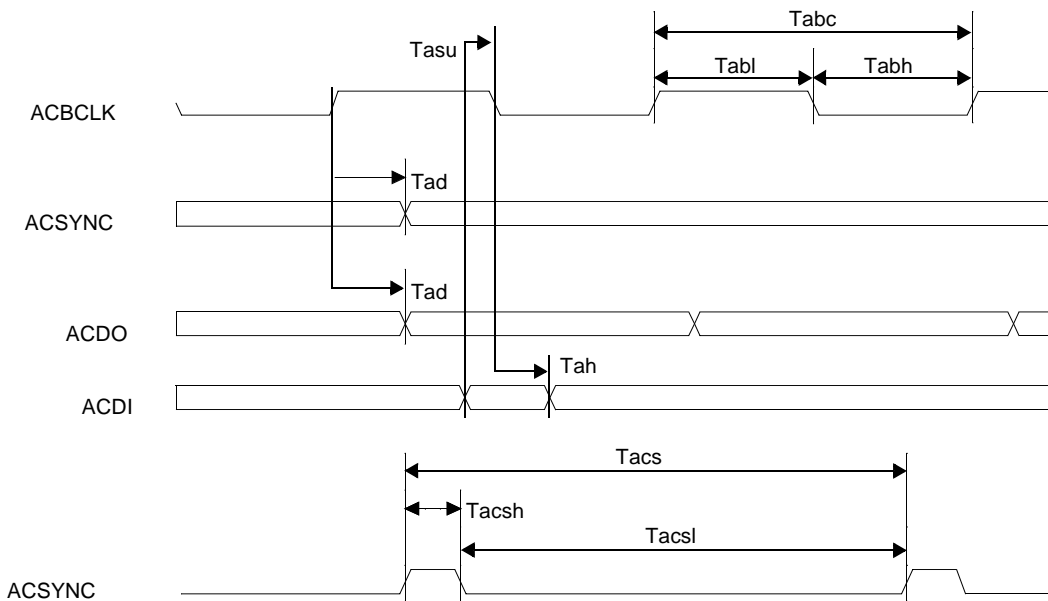 Tabc
Tasu
Tabl
Tabh
ACBCLK
Tad
ACSYNC
Tad
ACDO
Tah
ACDI
Tacs
Tacsh
Tacsl
ACSYNC